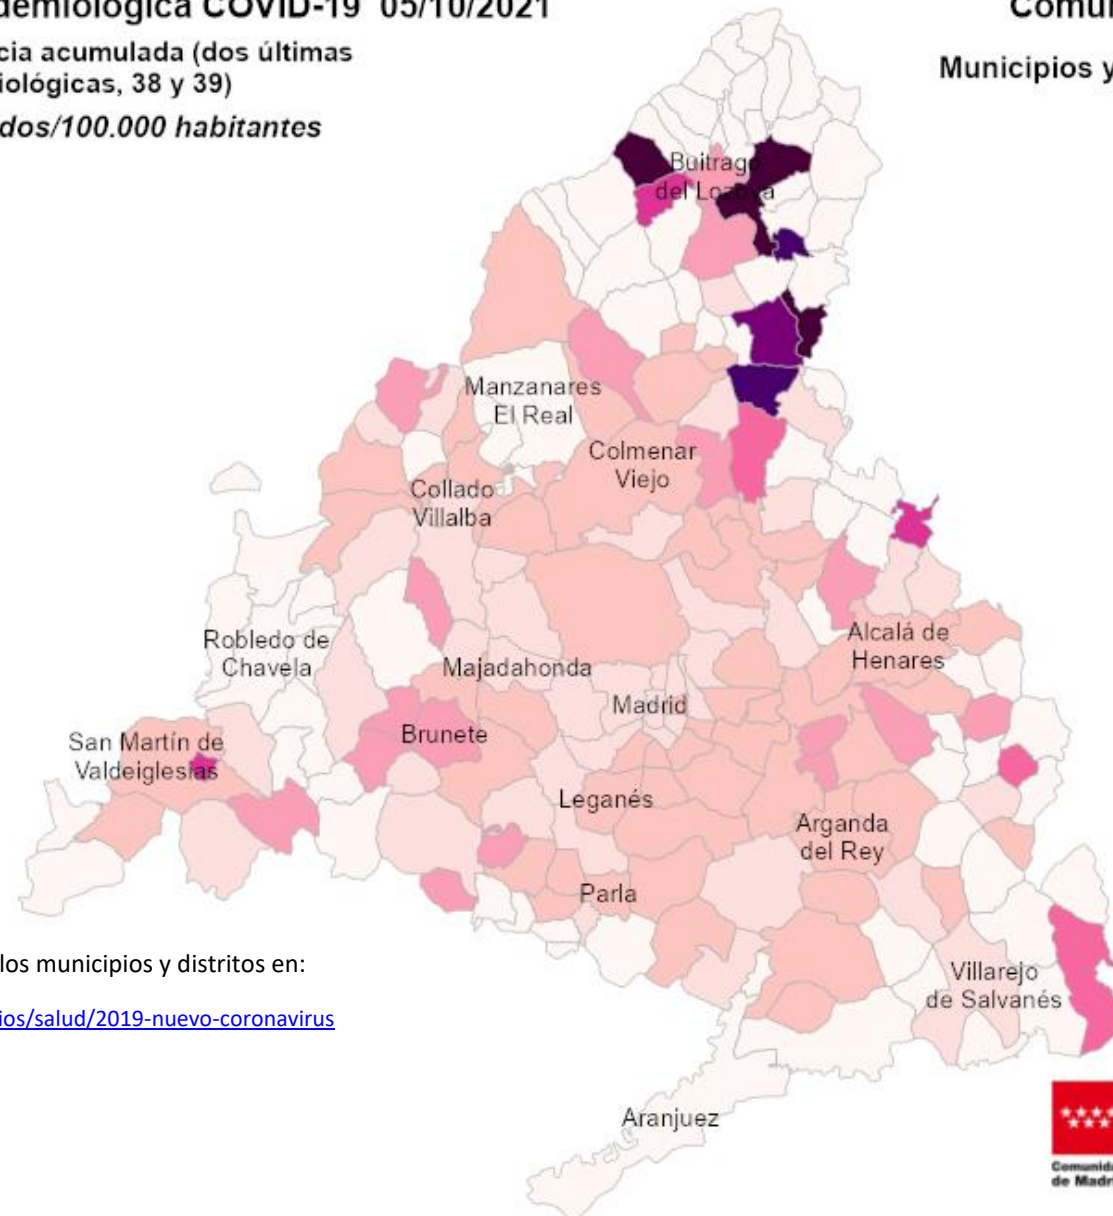 demiológica COVID-19 05/10/2021
cia acumulada (dos últimas
iológicas, 38 y 39)
dos/100.000 habitantes
Comu
Municipios y
Buitrago
del Lozoya
Manzanares
El Real
Colmenar
Viejo
Collado
Villalba
Robledo de
Chavela
Majadahonda
Alcalá de
Henares
Madrid
San Martín de
Valdeiglesias
Brunete
Leganés
Arganda
del Rey
Parla
los municipios y distritos en:
ios/salud/2019-nuevo-coronavirus
Villarejo
de Salvanés
Aranjuez
Comunida
de Madri